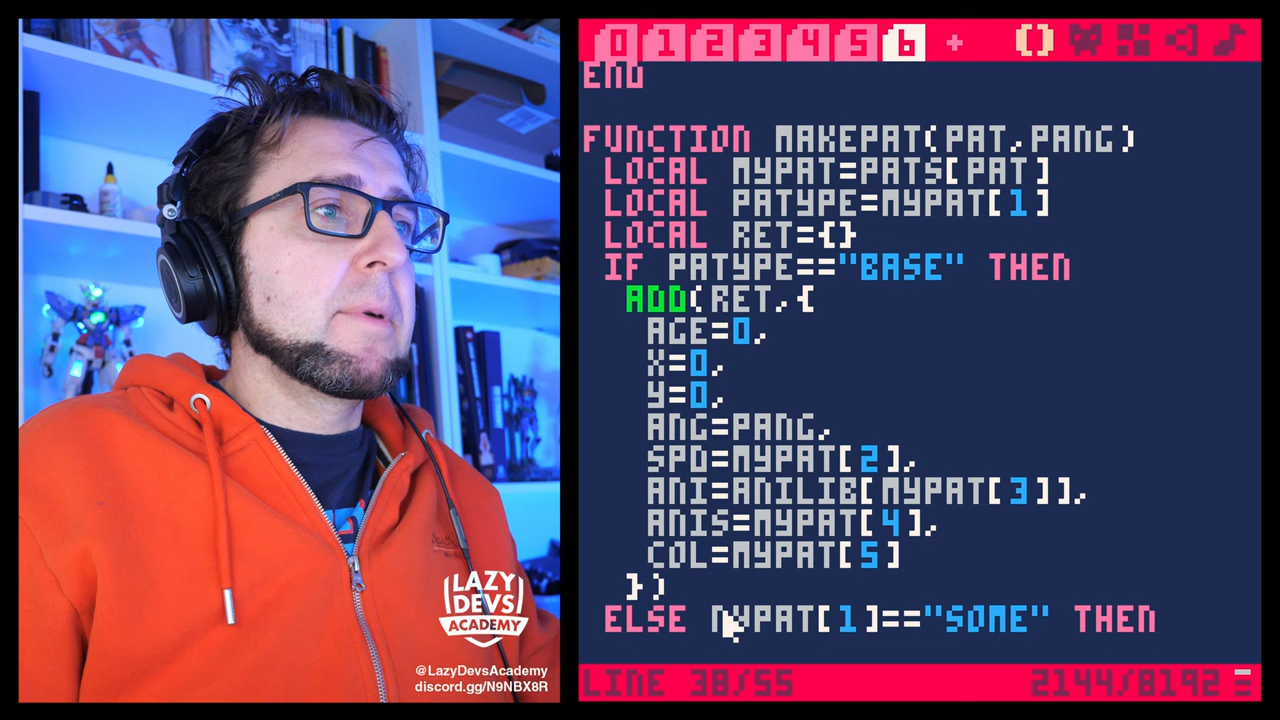 LAZY
DEVS
ACADEMY
@LazyDevsAcademy
discord.gg/N9NBX8R
0 1 2 3 4 5 6 +
END
FUNCTION MAKEPAT(PAT,PANG)
LOCAL MYPAT=PATS[PAT]
LOCAL PATYPE=MYPAT[1]
LOCAL RET={}
IF PATYPE=="BASE" THEN
ADD(RET,{
AGE=0,
X=0,
Y=0,
ANG=PANG,
SPD=MYPAT[2],
ANI=ANILIB[MYPAT[3]],
ANIS=MYPAT[4],
COL=MYPAT[5]
})
ELSE MYPAT[1]=="SOME" THEN
LINE 38/55
2144/8192